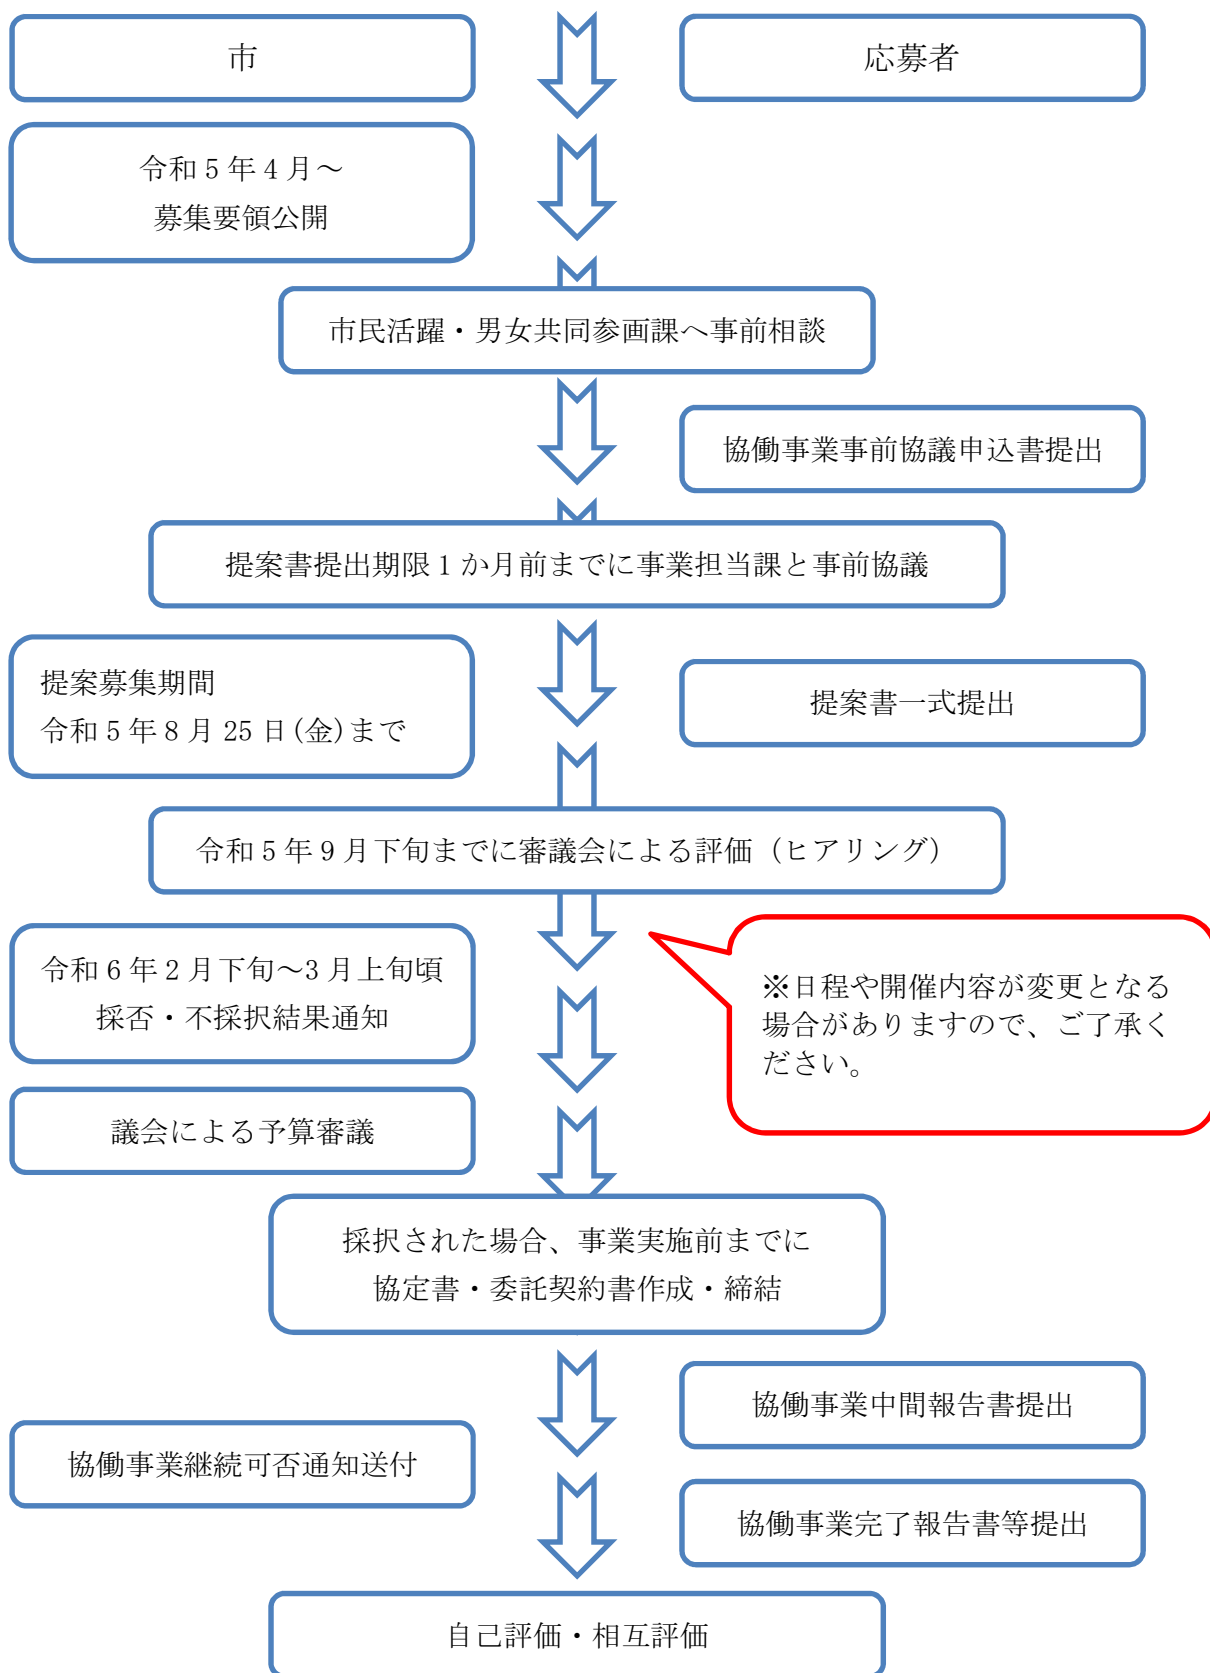 市
応募者
令和5年4月～
募集要領公開
市民活躍・男女共同参画課へ事前相談
協働事業事前協議申込書提出
提案書提出期限1か月前までに事業担当課と事前協議
提案募集期間
令和5年8月25日(金)まで
提案書一式提出
令和5年9月下旬までに審議会による評価（ヒアリング）
令和6年2月下旬～3月上旬頃
採否・不採択結果通知
※日程や開催内容が変更となる
場合がありますので、ご了承く
ださい。
議会による予算審議
採択された場合、事業実施前までに
協定書・委託契約書作成・締結
協働事業中間報告書提出
協働事業継続可否通知送付
協働事業完了報告書等提出
自己評価・相互評価